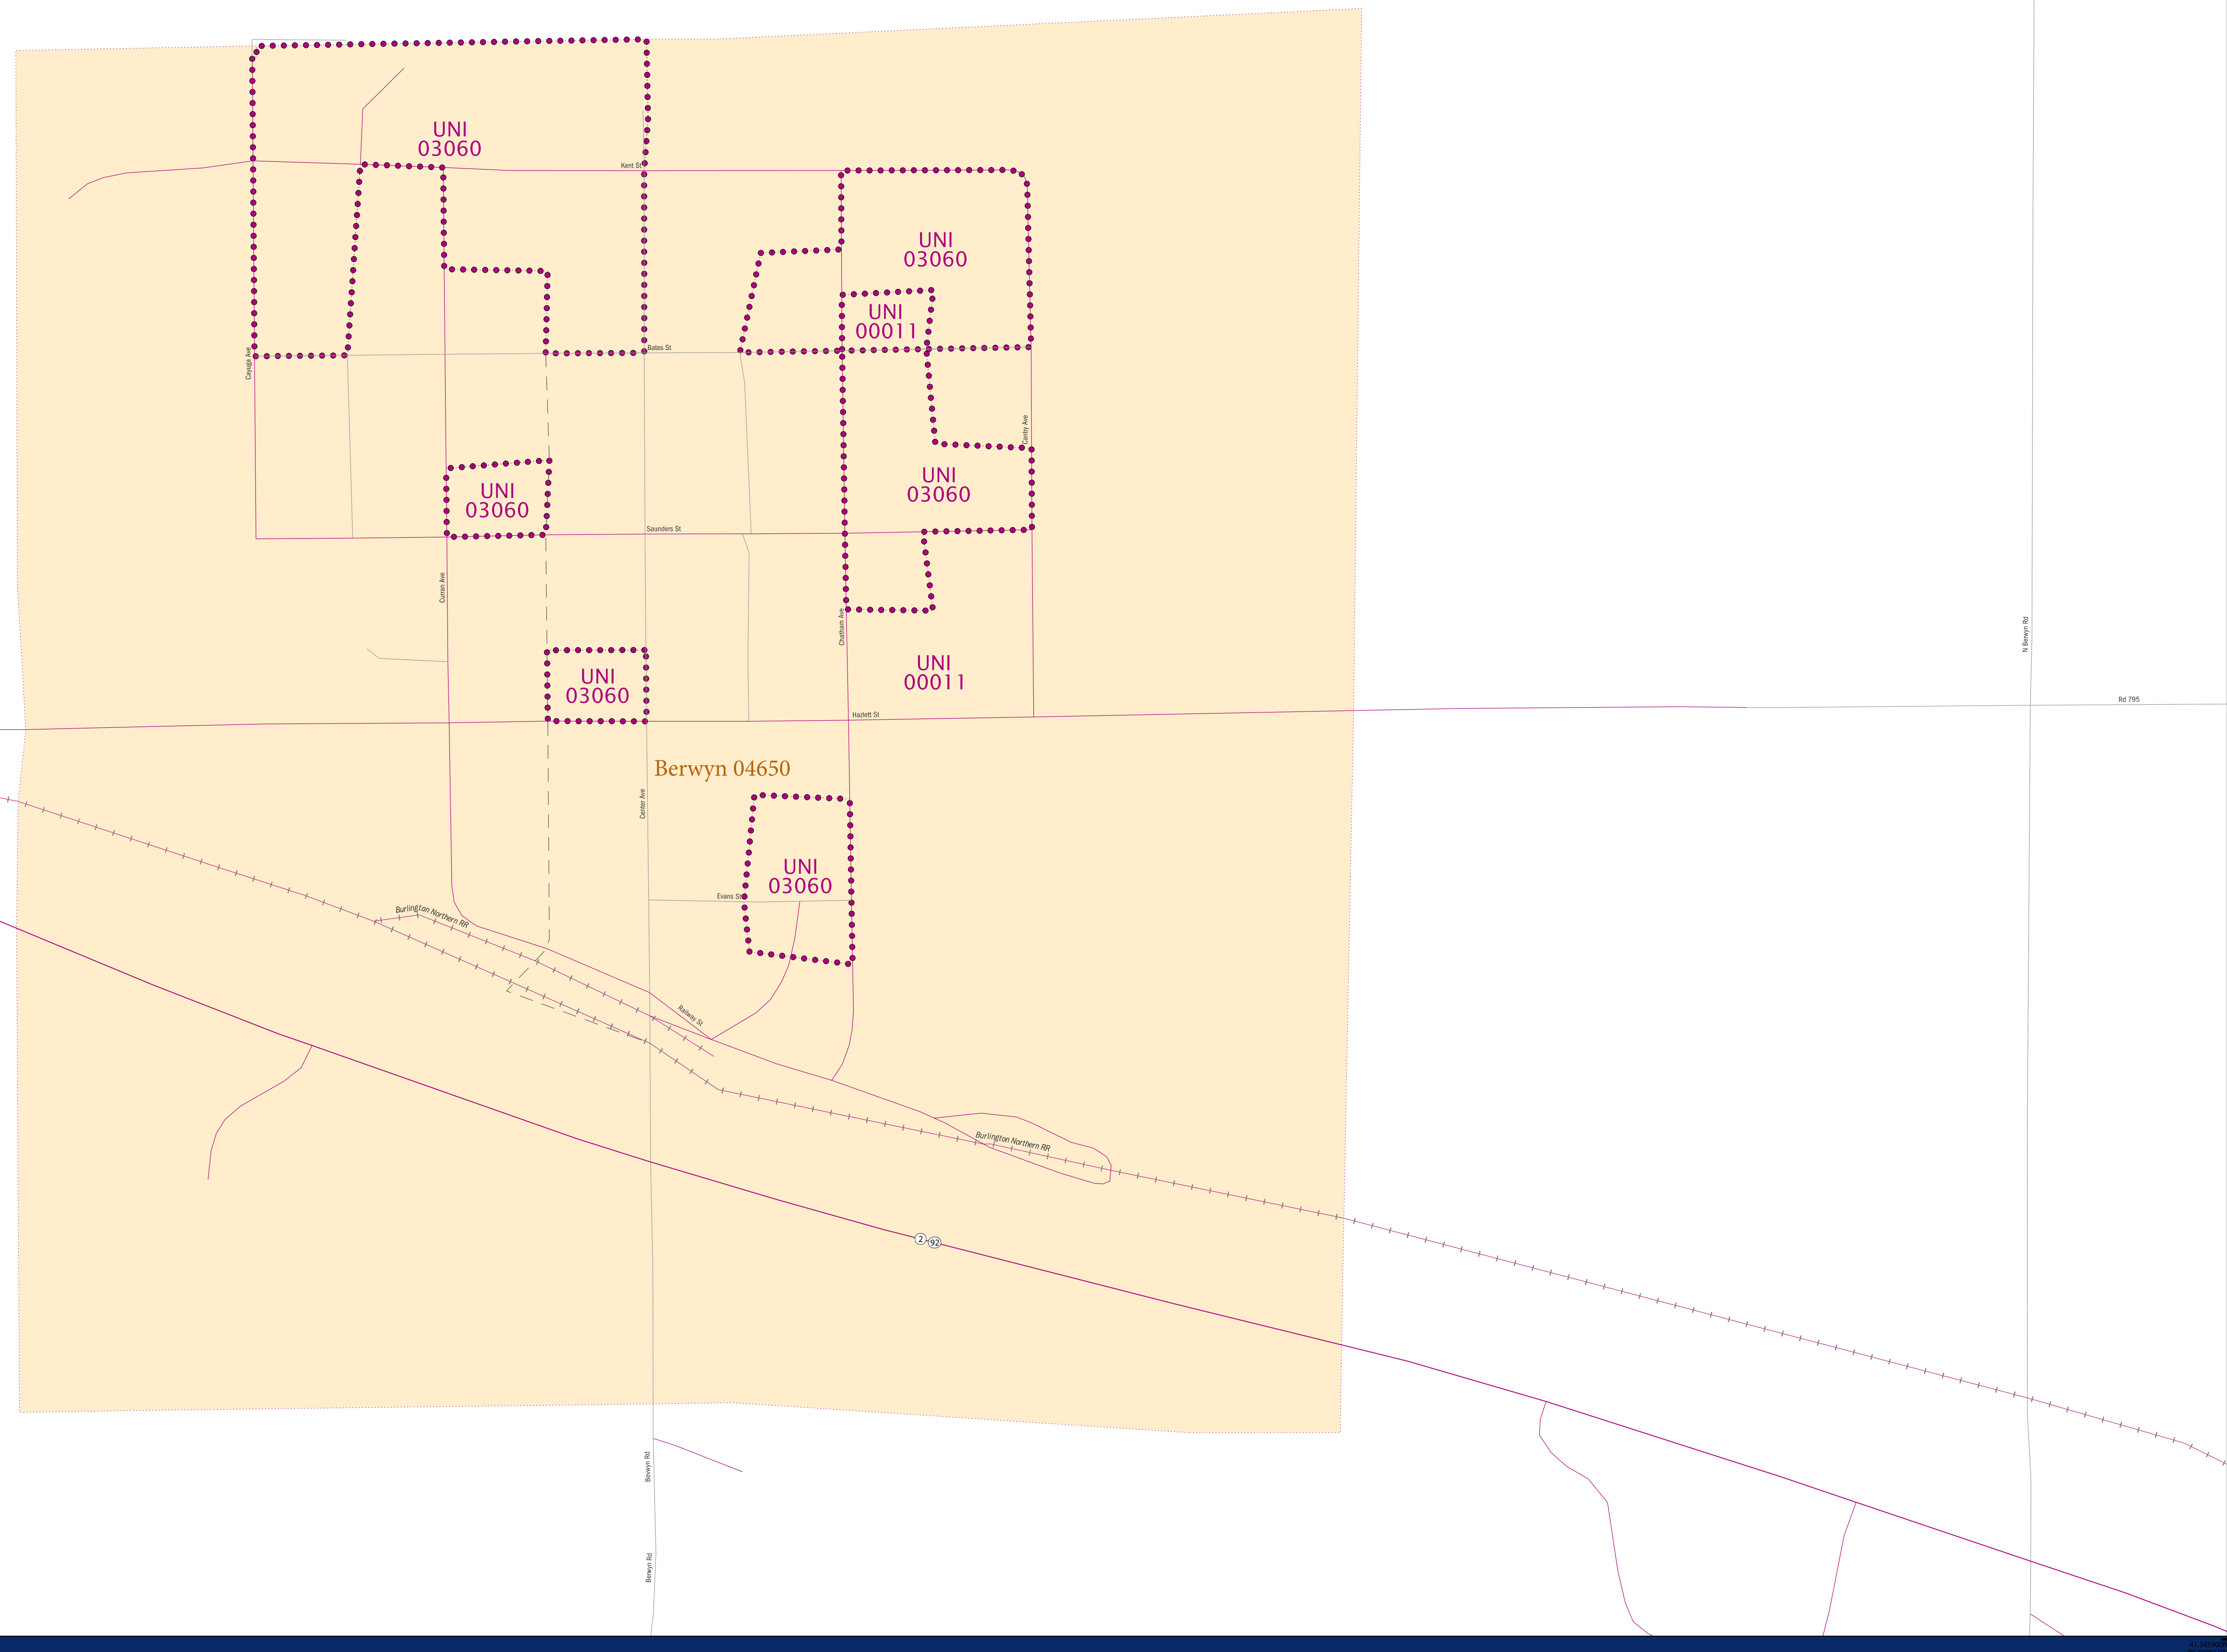 UNI
03060
Kent St
UNI
03060
UNI
00011
Bates St
Cayuga Ave
Canby Ave
UNI
03060
UNI
03060
Saunders St
Curran Ave
Chatham Ave
N Berwyn Rd
UNI
03060
UNI
00011
Rd 795
Hazlett St
Berwyn 04650
Center Ave
UNI
03060
Evans St
Burlington Northern RR
Railway St
Burlington Northern RR
2
92
Berwyn Rd
Berwyn Rd